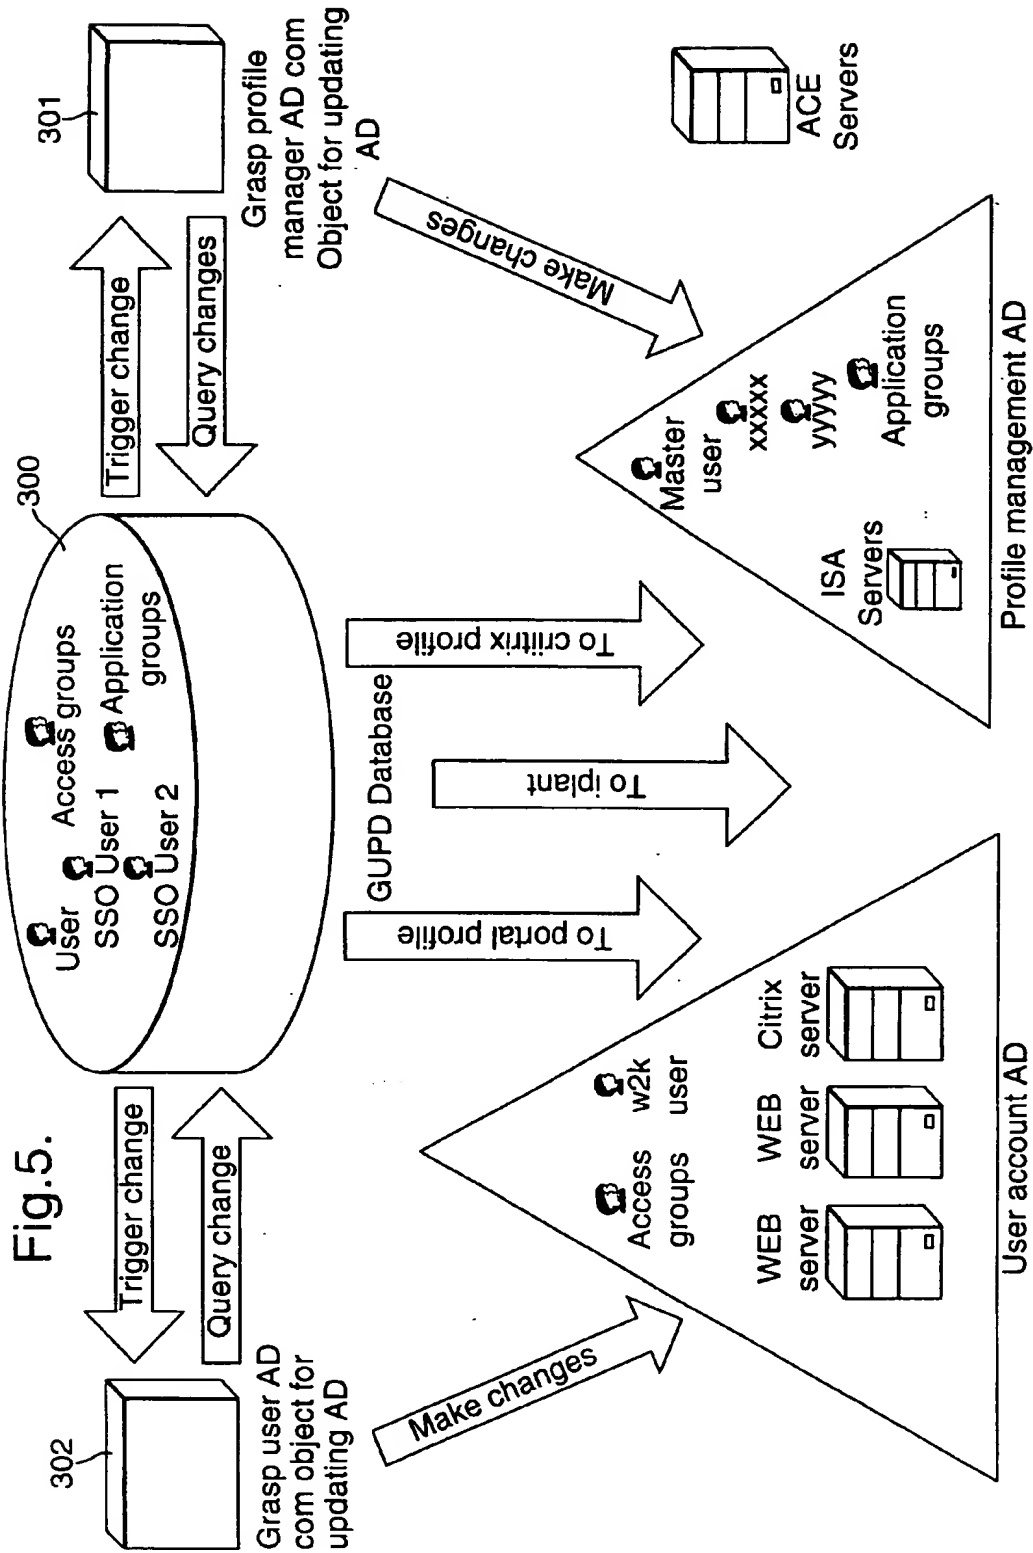 Fig.5.
302
Grasp user AD
com object for
updating AD
Trigger change
Query change
300
User
SSO User 1
SSO User 2
Access groups
Application
groups
GUPD Database
Trigger change
Query changes
301
Grasp profile
manager AD com
Object for updating
AD
Make changes
To portal profile
To iplant
To criitrix profile
Make changes
Access
groups
w2k
user
WEB
server
WEB
server
Citrix
server
User account AD
Master
user
xxxxx
yyyyy
Application
groups
ISA
Servers
Profile management AD
ACE
Servers